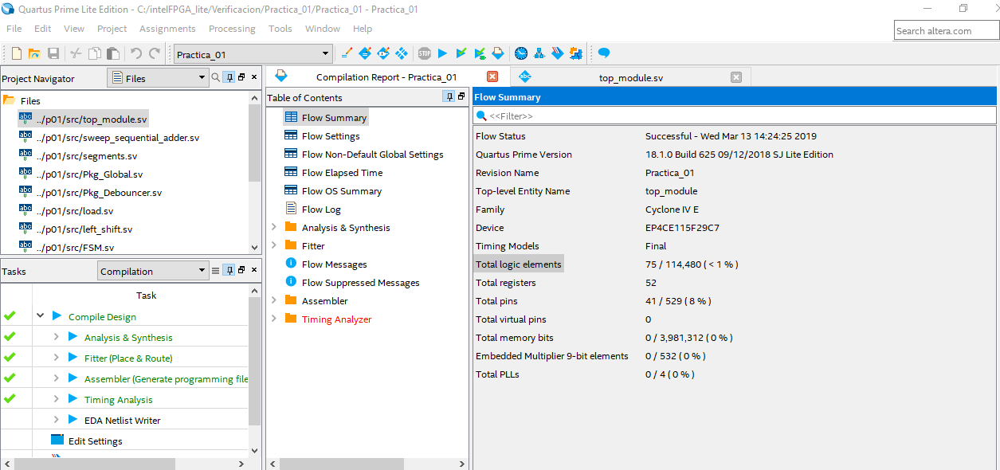 Quartus Prime Lite Edition - C:/intelFPGA_lite/Verificacion/Practica_01/Practica_01 - Practica_01
File Edit View Project Assignments Processing Tools Window Help
Search altera.com
Practica_01
STOP
Project Navigator
Files
Files
abc ../p01/src/top_module.sv
abc ../p01/src/sweep_sequential_adder.sv
abc ../p01/src/segments.sv
abc ../p01/src/Pkg_Global.sv
abc ../p01/src/Pkg_Debouncer.sv
abc ../p01/src/load.sv
abc ../p01/src/left_shift.sv
abc ../p01/src/FSM.sv
Tasks
Compilation
Task
Compile Design
Analysis & Synthesis
Fitter (Place & Route)
Assembler (Generate programming file
Timing Analysis
EDA Netlist Writer
Edit Settings
Compilation Report - Practica_01
abc top_module.sv
Table of Contents
Flow Summary
Flow Settings
Flow Non-Default Global Settings
Flow Elapsed Time
Flow OS Summary
Flow Log
Analysis & Synthesis
Fitter
Flow Messages
Flow Suppressed Messages
Assembler
Timing Analyzer
Flow Summary
<<Filter>>
Flow Status Successful - Wed Mar 13 14:24:25 2019
Quartus Prime Version 18.1.0 Build 625 09/12/2018 SJ Lite Edition
Revision Name Practica_01
Top-level Entity Name top_module
Family Cyclone IV E
Device EP4CE115F29C7
Timing Models Final
Total logic elements 75 / 114,480 ( < 1 % )
Total registers 52
Total pins 41 / 529 ( 8 % )
Total virtual pins 0
Total memory bits 0 / 3,981,312 ( 0 % )
Embedded Multiplier 9-bit elements 0 / 532 ( 0 % )
Total PLLs 0 / 4 ( 0 % )